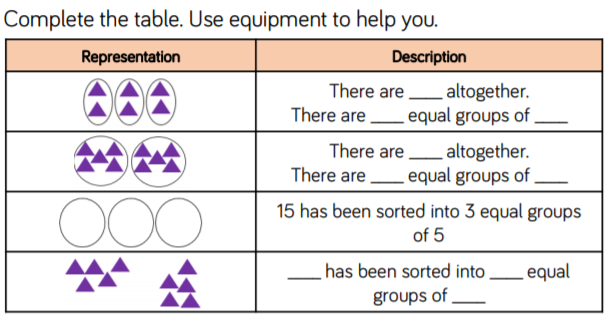 Complete the table. Use equipment to help you.
Representation
Description
There are ____ altogether.
There are ____ equal groups of ____
There are ____ altogether.
There are ____ equal groups of ____
15 has been sorted into 3 equal groups
of 5
____ has been sorted into ____ equal
groups of ____